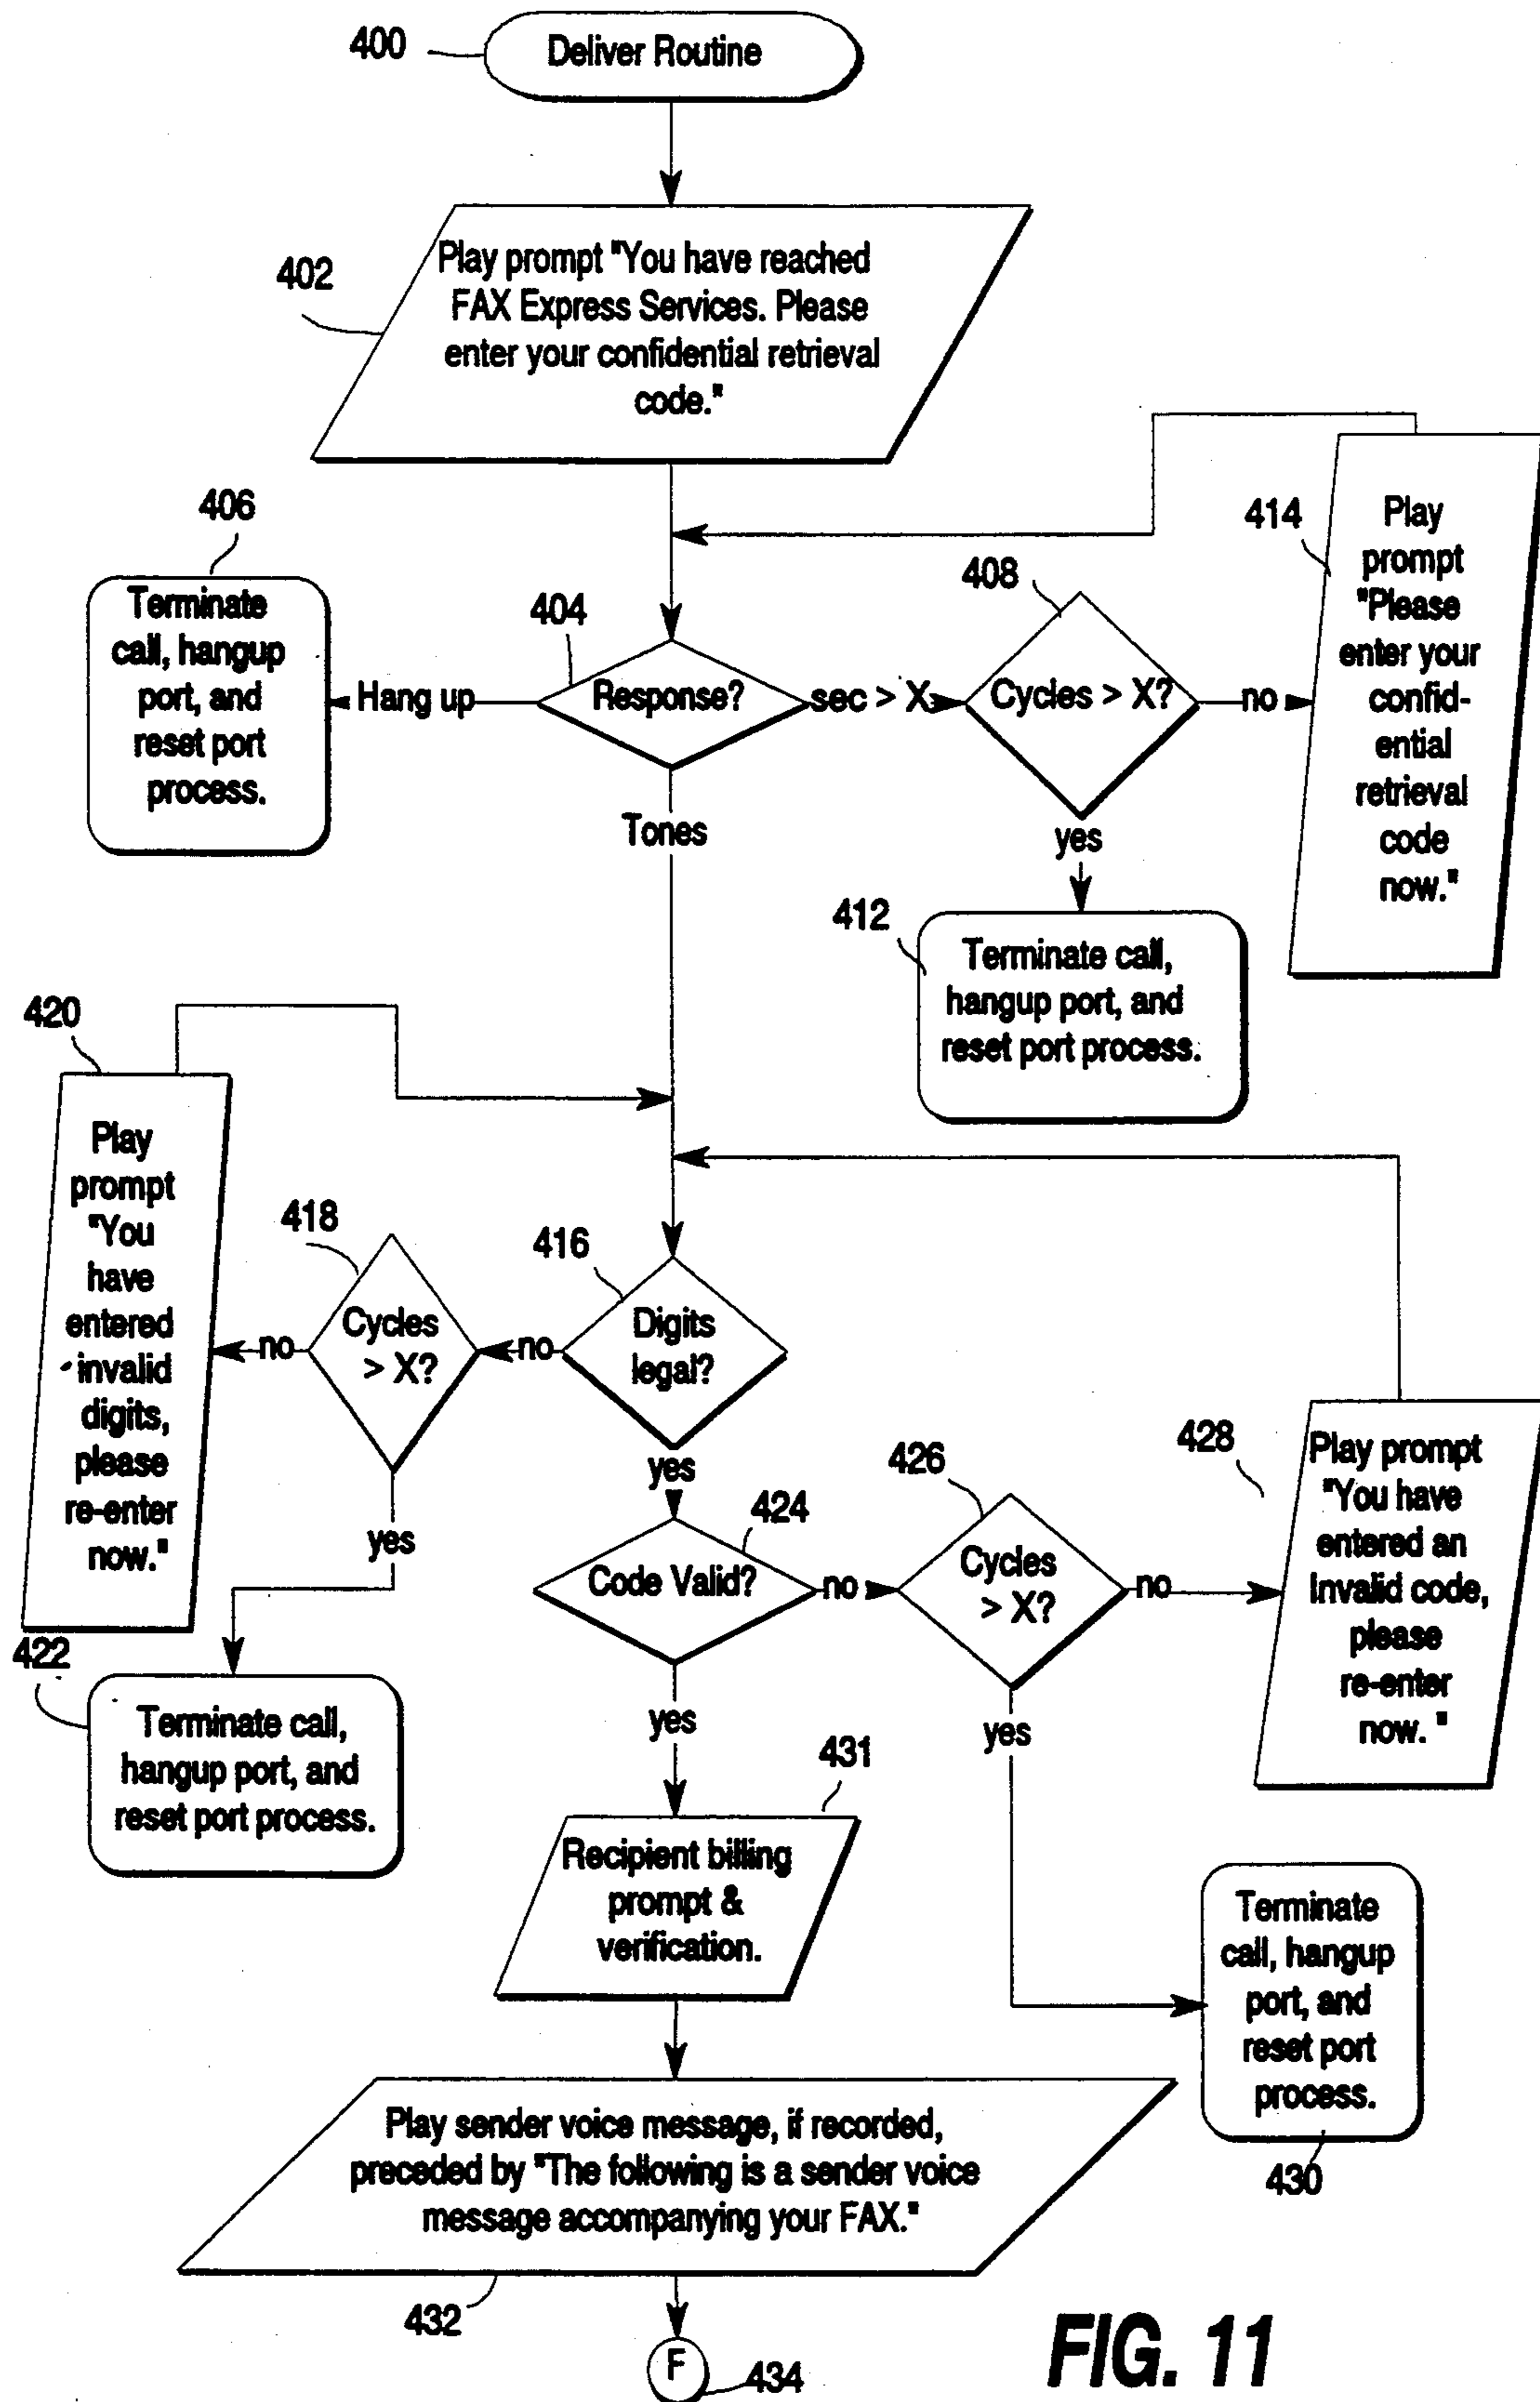 400
Deliver Routine
402
Play prompt "You have reached
FAX Express Services. Please
enter your confidential retrieval
code."
406
Terminate
call, hangup
port, and
reset port
process.
Hang up
404
Response?
sec > X
408
Cycles > X?
no
414
Play
prompt
"Please
enter your
confid-
ential
retrieval
code
now."
Tones
yes
412
Terminate call,
hangup port, and
reset port process.
420
Play
prompt
"You
have
entered
invalid
digits,
please
re-enter
now."
no
418
Cycles
> X?
no
416
Digits
legal?
yes
yes
422
Terminate call,
hangup port, and
reset port process.
424
Code Valid?
no
426
Cycles
> X?
no
428
Play prompt
"You have
entered an
invalid code,
please
re-enter
now. "
yes
yes
431
Recipient billing
prompt &
verification.
Terminate
call, hangup
port, and
reset port
process.
430
Play sender voice message, if recorded,
preceded by "The following is a sender voice
message accompanying your FAX."
432
F
434
FIG. 11